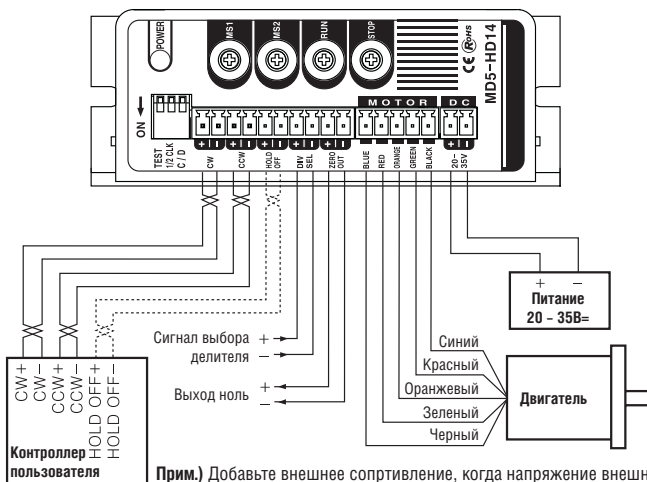 POWER
MS1
MS2
RUN
STOP
CE RoHS
MD5-HD14
MOTOR
DC
ON
TEST
1/2 CLK
C / D
+ -
+ -
+ -
+ -
+ -
+ -
CW
CCW
HOLD
OFF
DIV
SEL
ZERO
OUT
BLUE
RED
ORANGE
GREEN
BLACK
20-
35V
+ -
Питание
20 - 35В=
Сигнал выбора +
делителя -
Выход ноль +
-
Синий
Красный
Оранжевый
Зеленый
Черный
Двигатель
CW+
CW-
CCW+
CCW-
HOLD OFF+
HOLD OFF-
Контроллер
пользователя
Прим.) Добавьте внешнее сопртивление, когда напряжение внешн